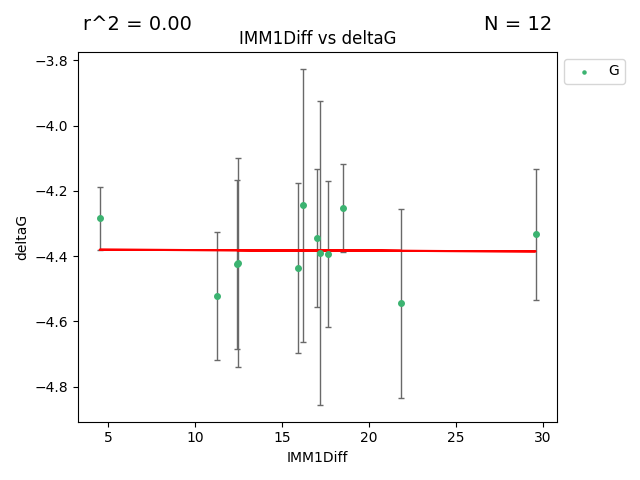 r^2 = 0.00
N = 12
IMM1Diff vs deltaG
G
−3.8
−4.0
−4.2
−4.4
−4.6
−4.8
deltaG
5
10
15
20
25
30
IMM1Diff